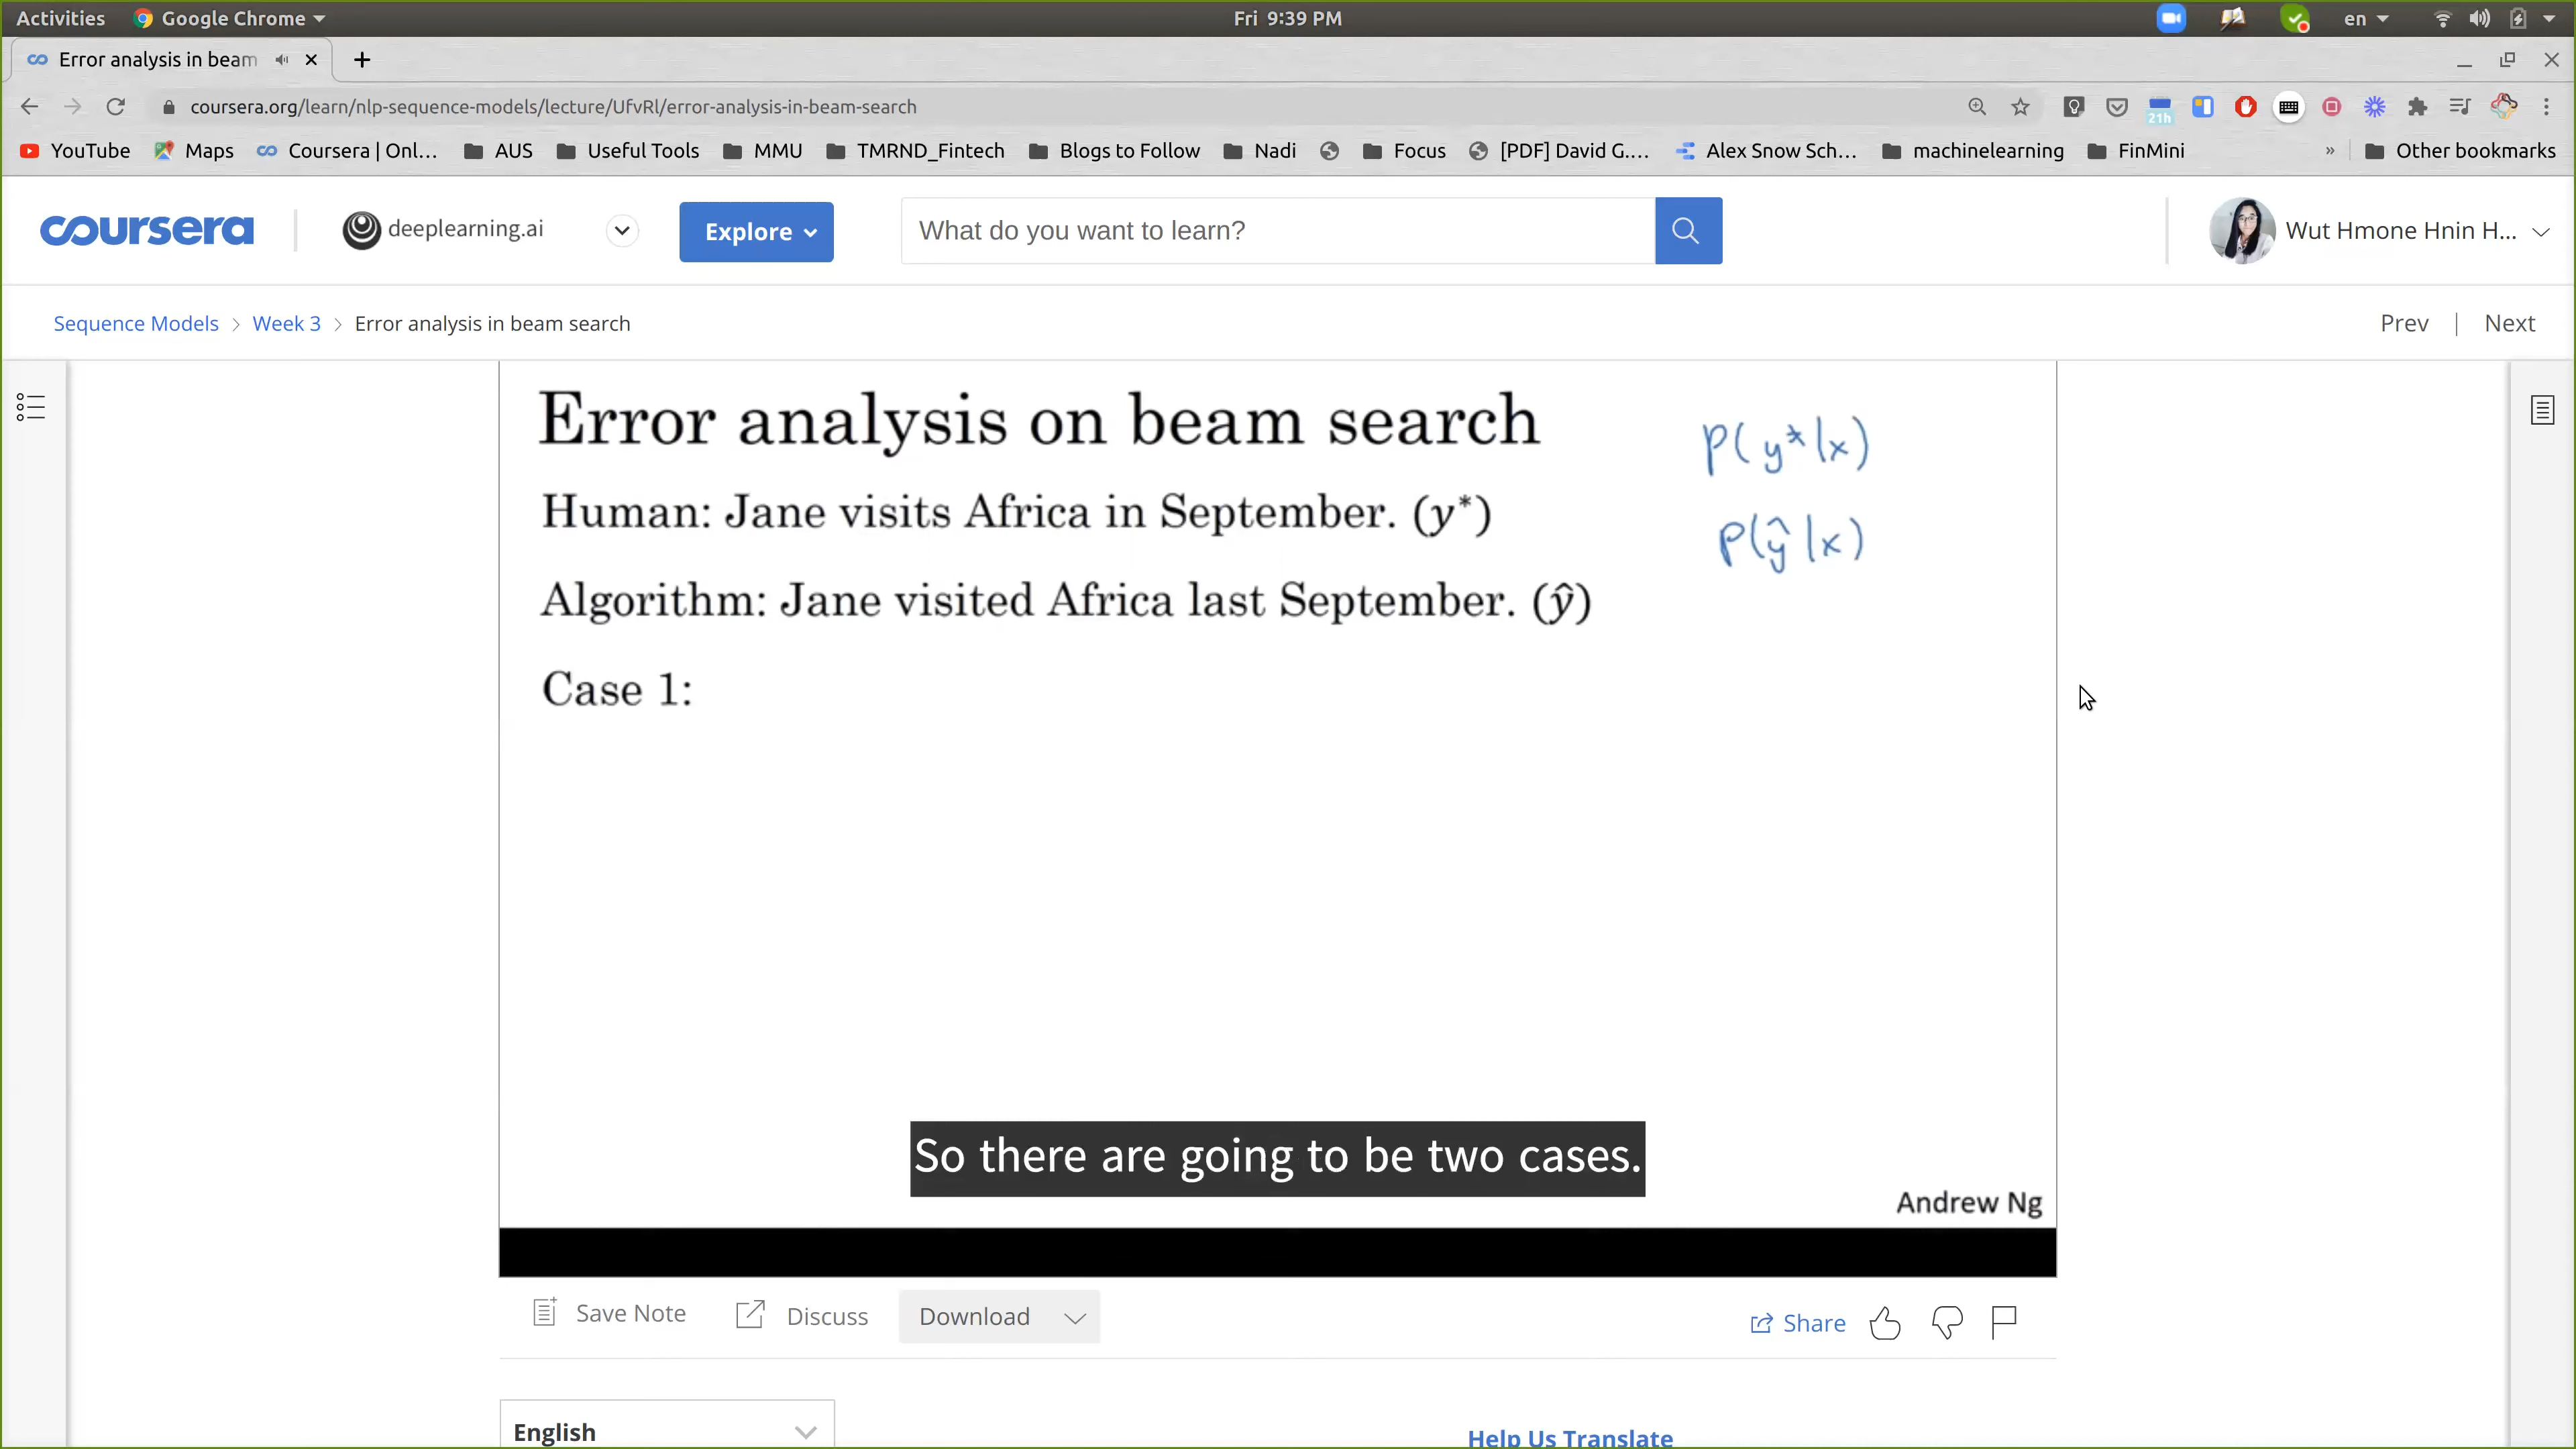 Activities Google Chrome Fri 9:39 PM en
Error analysis in beam
coursera.org/learn/nlp-sequence-models/lecture/UfvRl/error-analysis-in-beam-search
21h
YouTube Maps Coursera | Onl... AUS Useful Tools MMU TMRND_Fintech Blogs to Follow Nadi Focus [PDF] David G.... Alex Snow Sch... machinelearning FinMini » Other bookmarks
coursera deeplearning.ai Explore What do you want to learn? Wut Hmone Hnin H...
Sequence Models > Week 3 > Error analysis in beam search Prev | Next
Error analysis on beam search
P(y*|x)
Human: Jane visits Africa in September. (y*)
P(ŷ|x)
Algorithm: Jane visited Africa last September. (ŷ)
Case 1:
So there are going to be two cases.
Andrew Ng
Save Note Discuss Download Share
English Help Us Translate